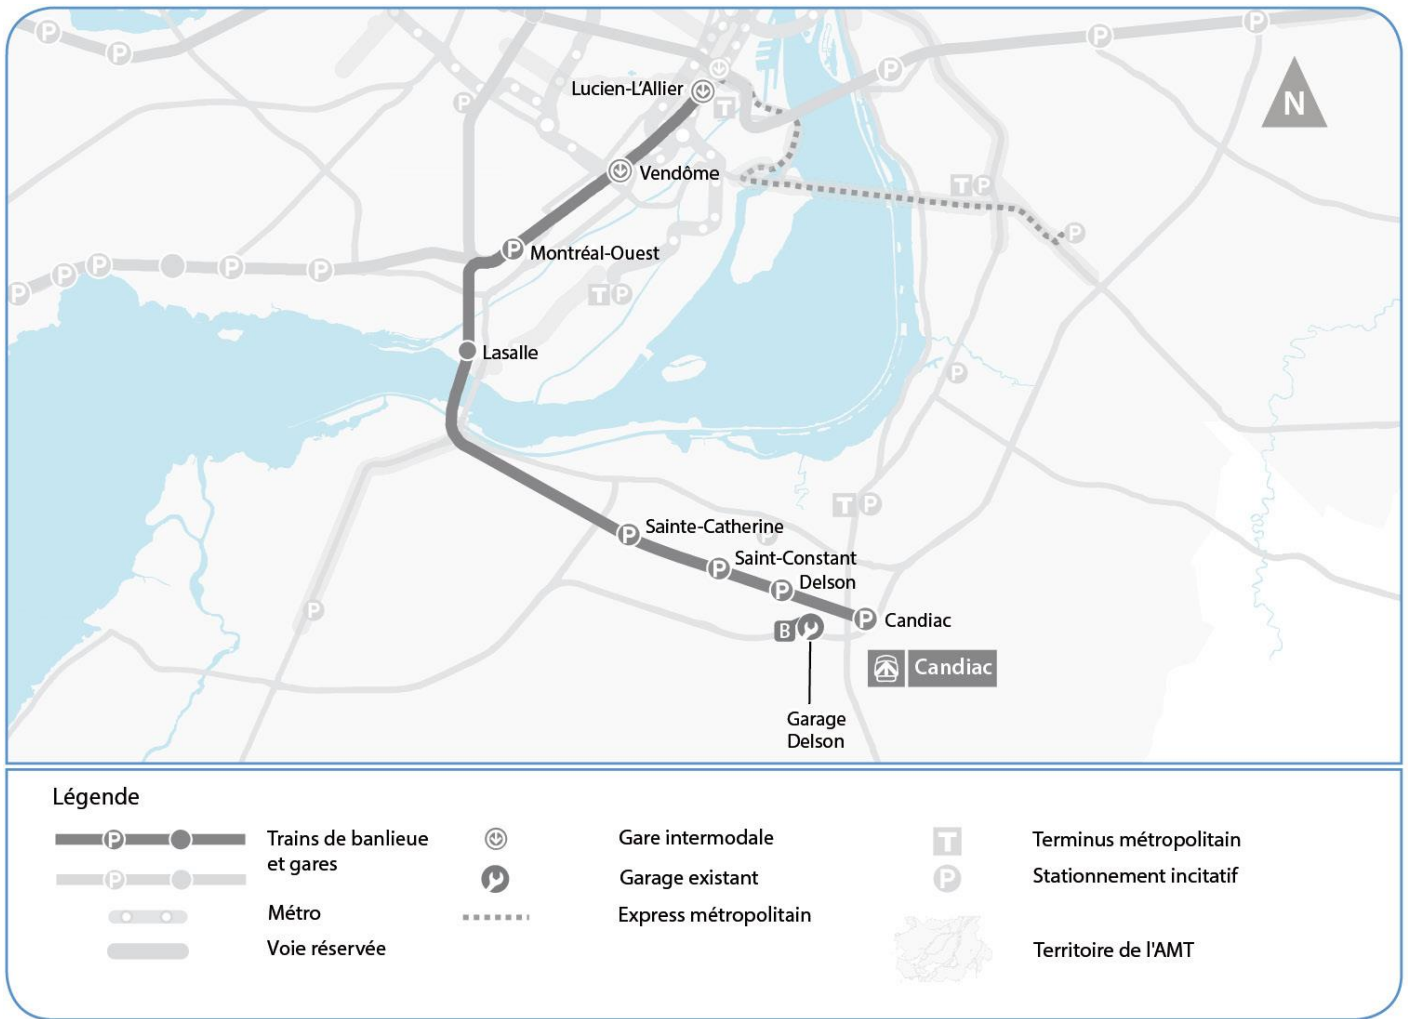 Lucien-L'Allier
N
Vendôme
Montréal-Ouest
Lasalle
Sainte-Catherine
Saint-Constant
Delson
Candiac
B
Candiac
Garage
Delson
Légende
Trains de banlieue
et gares
Métro
Voie réservée
Gare intermodale
Garage existant
Express métropolitain
T
Terminus métropolitain
P
Stationnement incitatif
Territoire de l'AMT